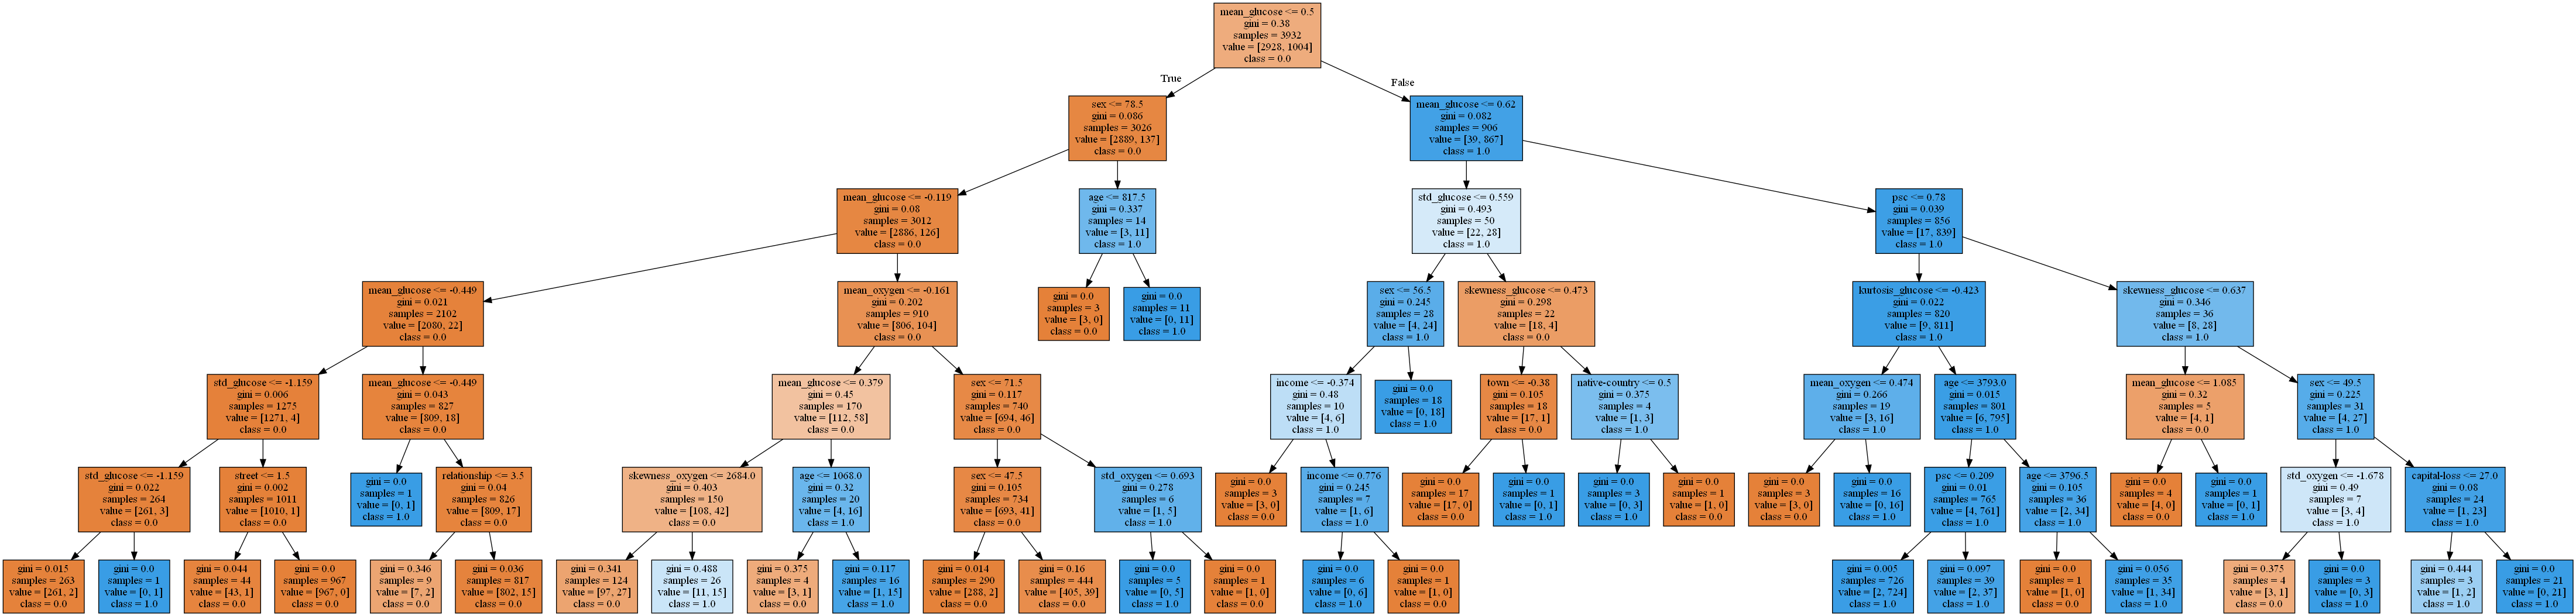 mean_glucose <= 0.5
gini = 0.38
samples = 3932
value = [2928, 1004]
class = 0.0
True
False
sex <= 78.5
gini = 0.086
samples = 3026
value = [2889, 137]
class = 0.0
mean_glucose <= 0.62
gini = 0.082
samples = 906
value = [39, 867]
class = 1.0
mean_glucose <= -0.119
gini = 0.08
samples = 3012
value = [2886, 126]
class = 0.0
age <= 817.5
gini = 0.337
samples = 14
value = [3, 11]
class = 1.0
std_glucose <= 0.559
gini = 0.493
samples = 50
value = [22, 28]
class = 1.0
psc <= 0.78
gini = 0.039
samples = 856
value = [17, 839]
class = 1.0
mean_glucose <= -0.449
gini = 0.021
samples = 2102
value = [2080, 22]
class = 0.0
mean_oxygen <= -0.161
gini = 0.202
samples = 910
value = [806, 104]
class = 0.0
gini = 0.0
samples = 3
value = [3, 0]
class = 0.0
gini = 0.0
samples = 11
value = [0, 11]
class = 1.0
sex <= 56.5
gini = 0.245
samples = 28
value = [4, 24]
class = 1.0
skewness_glucose <= 0.473
gini = 0.298
samples = 22
value = [18, 4]
class = 0.0
kurtosis_glucose <= -0.423
gini = 0.022
samples = 820
value = [9, 811]
class = 1.0
skewness_glucose <= 0.637
gini = 0.346
samples = 36
value = [8, 28]
class = 1.0
std_glucose <= -1.159
gini = 0.006
samples = 1275
value = [1271, 4]
class = 0.0
mean_glucose <= -0.449
gini = 0.043
samples = 827
value = [809, 18]
class = 0.0
mean_glucose <= 0.379
gini = 0.45
samples = 170
value = [112, 58]
class = 0.0
sex <= 71.5
gini = 0.117
samples = 740
value = [694, 46]
class = 0.0
income <= -0.374
gini = 0.48
samples = 10
value = [4, 6]
class = 1.0
gini = 0.0
samples = 18
value = [0, 18]
class = 1.0
town <= -0.38
gini = 0.105
samples = 18
value = [17, 1]
class = 0.0
native-country <= 0.5
gini = 0.375
samples = 4
value = [1, 3]
class = 1.0
mean_oxygen <= 0.474
gini = 0.266
samples = 19
value = [3, 16]
class = 1.0
age <= 3793.0
gini = 0.015
samples = 801
value = [6, 795]
class = 1.0
mean_glucose <= 1.085
gini = 0.32
samples = 5
value = [4, 1]
class = 0.0
sex <= 49.5
gini = 0.225
samples = 31
value = [4, 27]
class = 1.0
std_glucose <= -1.159
gini = 0.022
samples = 264
value = [261, 3]
class = 0.0
street <= 1.5
gini = 0.002
samples = 1011
value = [1010, 1]
class = 0.0
gini = 0.0
samples = 1
value = [0, 1]
class = 1.0
relationship <= 3.5
gini = 0.04
samples = 826
value = [809, 17]
class = 0.0
skewness_oxygen <= 2684.0
gini = 0.403
samples = 150
value = [108, 42]
class = 0.0
age <= 1068.0
gini = 0.32
samples = 20
value = [4, 16]
class = 1.0
sex <= 47.5
gini = 0.105
samples = 734
value = [693, 41]
class = 0.0
std_oxygen <= 0.693
gini = 0.278
samples = 6
value = [1, 5]
class = 1.0
gini = 0.0
samples = 3
value = [3, 0]
class = 0.0
income <= 0.776
gini = 0.245
samples = 7
value = [1, 6]
class = 1.0
gini = 0.0
samples = 17
value = [17, 0]
class = 0.0
gini = 0.0
samples = 1
value = [0, 1]
class = 1.0
gini = 0.0
samples = 3
value = [0, 3]
class = 1.0
gini = 0.0
samples = 1
value = [1, 0]
class = 0.0
gini = 0.0
samples = 3
value = [3, 0]
class = 0.0
gini = 0.0
samples = 16
value = [0, 16]
class = 1.0
psc <= 0.209
gini = 0.01
samples = 765
value = [4, 761]
class = 1.0
age <= 3796.5
gini = 0.105
samples = 36
value = [2, 34]
class = 1.0
gini = 0.0
samples = 4
value = [4, 0]
class = 0.0
gini = 0.0
samples = 1
value = [0, 1]
class = 1.0
std_oxygen <= -1.678
gini = 0.49
samples = 7
value = [3, 4]
class = 1.0
capital-loss <= 27.0
gini = 0.08
samples = 24
value = [1, 23]
class = 1.0
gini = 0.015
samples = 263
value = [261, 2]
class = 0.0
gini = 0.0
samples = 1
value = [0, 1]
class = 1.0
gini = 0.044
samples = 44
value = [43, 1]
class = 0.0
gini = 0.0
samples = 967
value = [967, 0]
class = 0.0
gini = 0.346
samples = 9
value = [7, 2]
class = 0.0
gini = 0.036
samples = 817
value = [802, 15]
class = 0.0
gini = 0.341
samples = 124
value = [97, 27]
class = 0.0
gini = 0.488
samples = 26
value = [11, 15]
class = 1.0
gini = 0.375
samples = 4
value = [3, 1]
class = 0.0
gini = 0.117
samples = 16
value = [1, 15]
class = 1.0
gini = 0.014
samples = 290
value = [288, 2]
class = 0.0
gini = 0.16
samples = 444
value = [405, 39]
class = 0.0
gini = 0.0
samples = 5
value = [0, 5]
class = 1.0
gini = 0.0
samples = 1
value = [1, 0]
class = 0.0
gini = 0.0
samples = 6
value = [0, 6]
class = 1.0
gini = 0.0
samples = 1
value = [1, 0]
class = 0.0
gini = 0.005
samples = 726
value = [2, 724]
class = 1.0
gini = 0.097
samples = 39
value = [2, 37]
class = 1.0
gini = 0.0
samples = 1
value = [1, 0]
class = 0.0
gini = 0.056
samples = 35
value = [1, 34]
class = 1.0
gini = 0.375
samples = 4
value = [3, 1]
class = 0.0
gini = 0.0
samples = 3
value = [0, 3]
class = 1.0
gini = 0.444
samples = 3
value = [1, 2]
class = 1.0
gini = 0.0
samples = 21
value = [0, 21]
class = 1.0